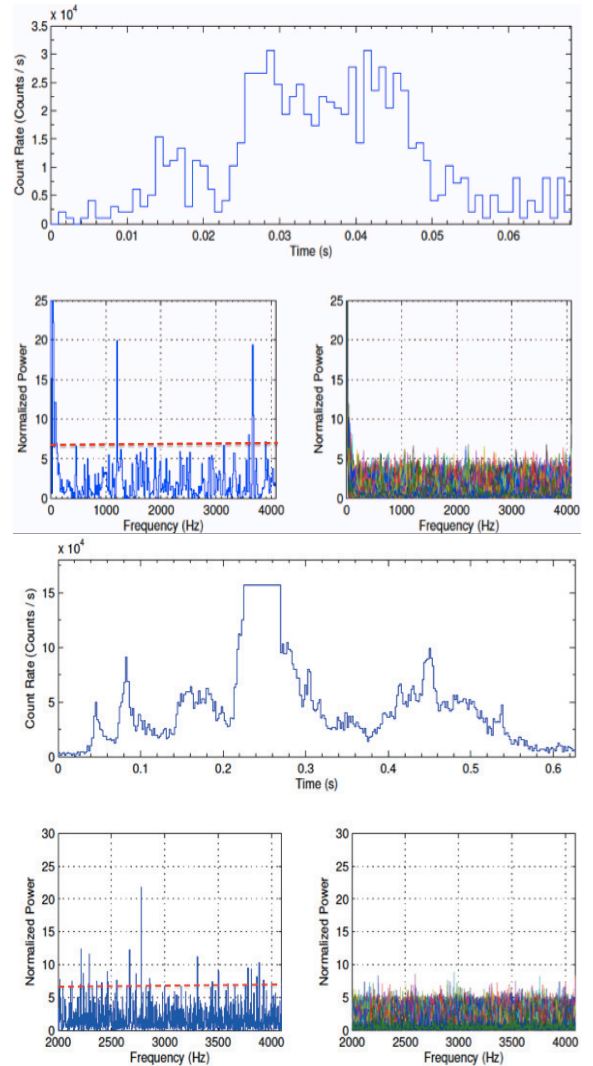 x 10⁴
3.5
3
2.5
2
1.5
1
0.5
0
Count Rate (Counts / s)
0 0.01 0.02 0.03 0.04 0.05 0.06
Time (s)
25
20
15
10
5
0
Normalized Power
0 1000 2000 3000 4000
Frequency (Hz)
25
20
15
10
5
0
Normalized Power
0 1000 2000 3000 4000
Frequency (Hz)
x 10⁴
15
10
5
0
Count Rate (Counts / s)
0 0.1 0.2 0.3 0.4 0.5 0.6
Time (s)
30
25
20
15
10
5
0
Normalized Power
2000 2500 3000 3500 4000
Frequency (Hz)
30
25
20
15
10
5
0
Normalized Power
2000 2500 3000 3500 4000
Frequency (Hz)